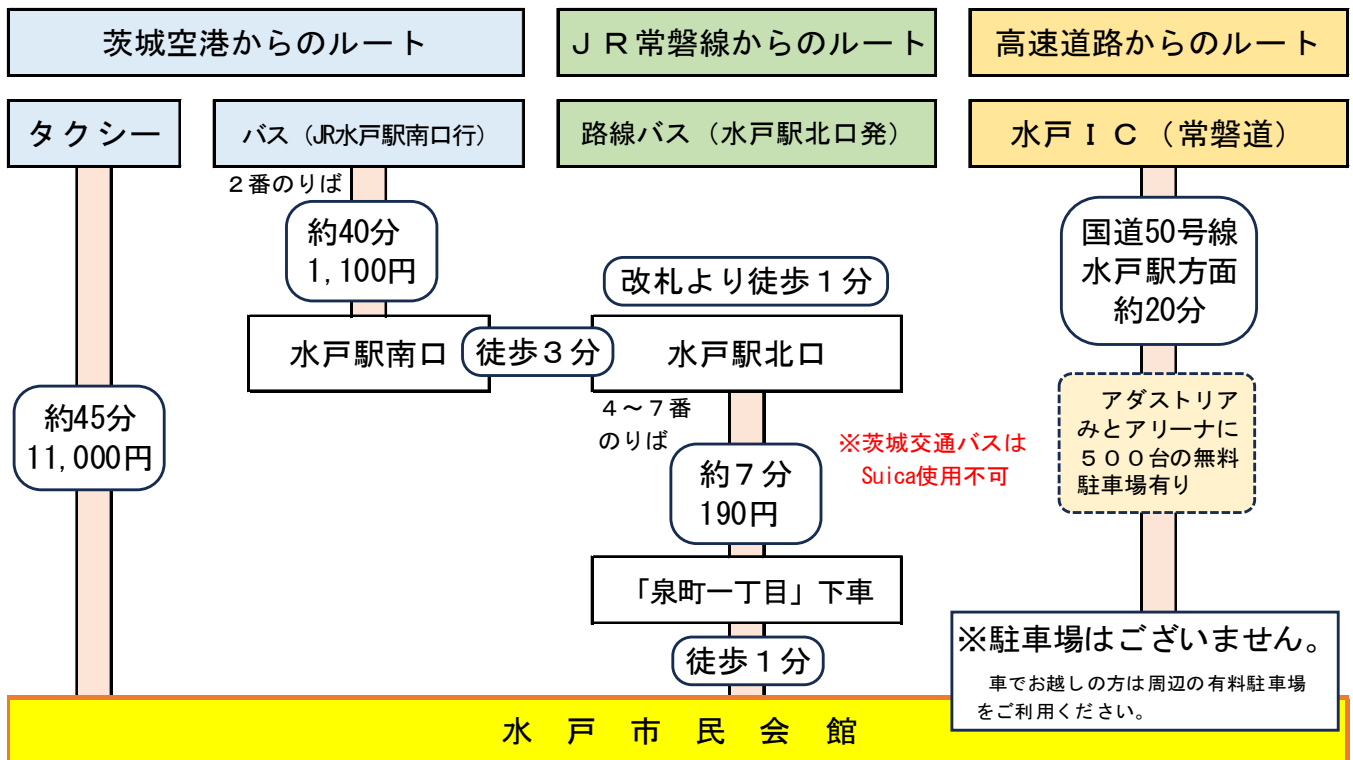 茨城空港からのルート
ＪＲ常磐線からのルート
高速道路からのルート
タクシー
バス（JR水戸駅南口行）
路線バス（水戸駅北口発）
水戸ＩＣ（常磐道）
２番のりば
約40分
1,100円
水戸駅南口
徒歩３分
改札より徒歩１分
水戸駅北口
国道50号線
水戸駅方面
約20分
約45分
11,000円
４～７番
のりば
約７分
190円
※茨城交通バスは
Suica使用不可
アダストリア
みとアリーナに
５００台の無料
駐車場有り
「泉町一丁目」下車
徒歩１分
※駐車場はございません。
車でお越しの方は周辺の有料駐車場
をご利用ください。
水戸市民会館